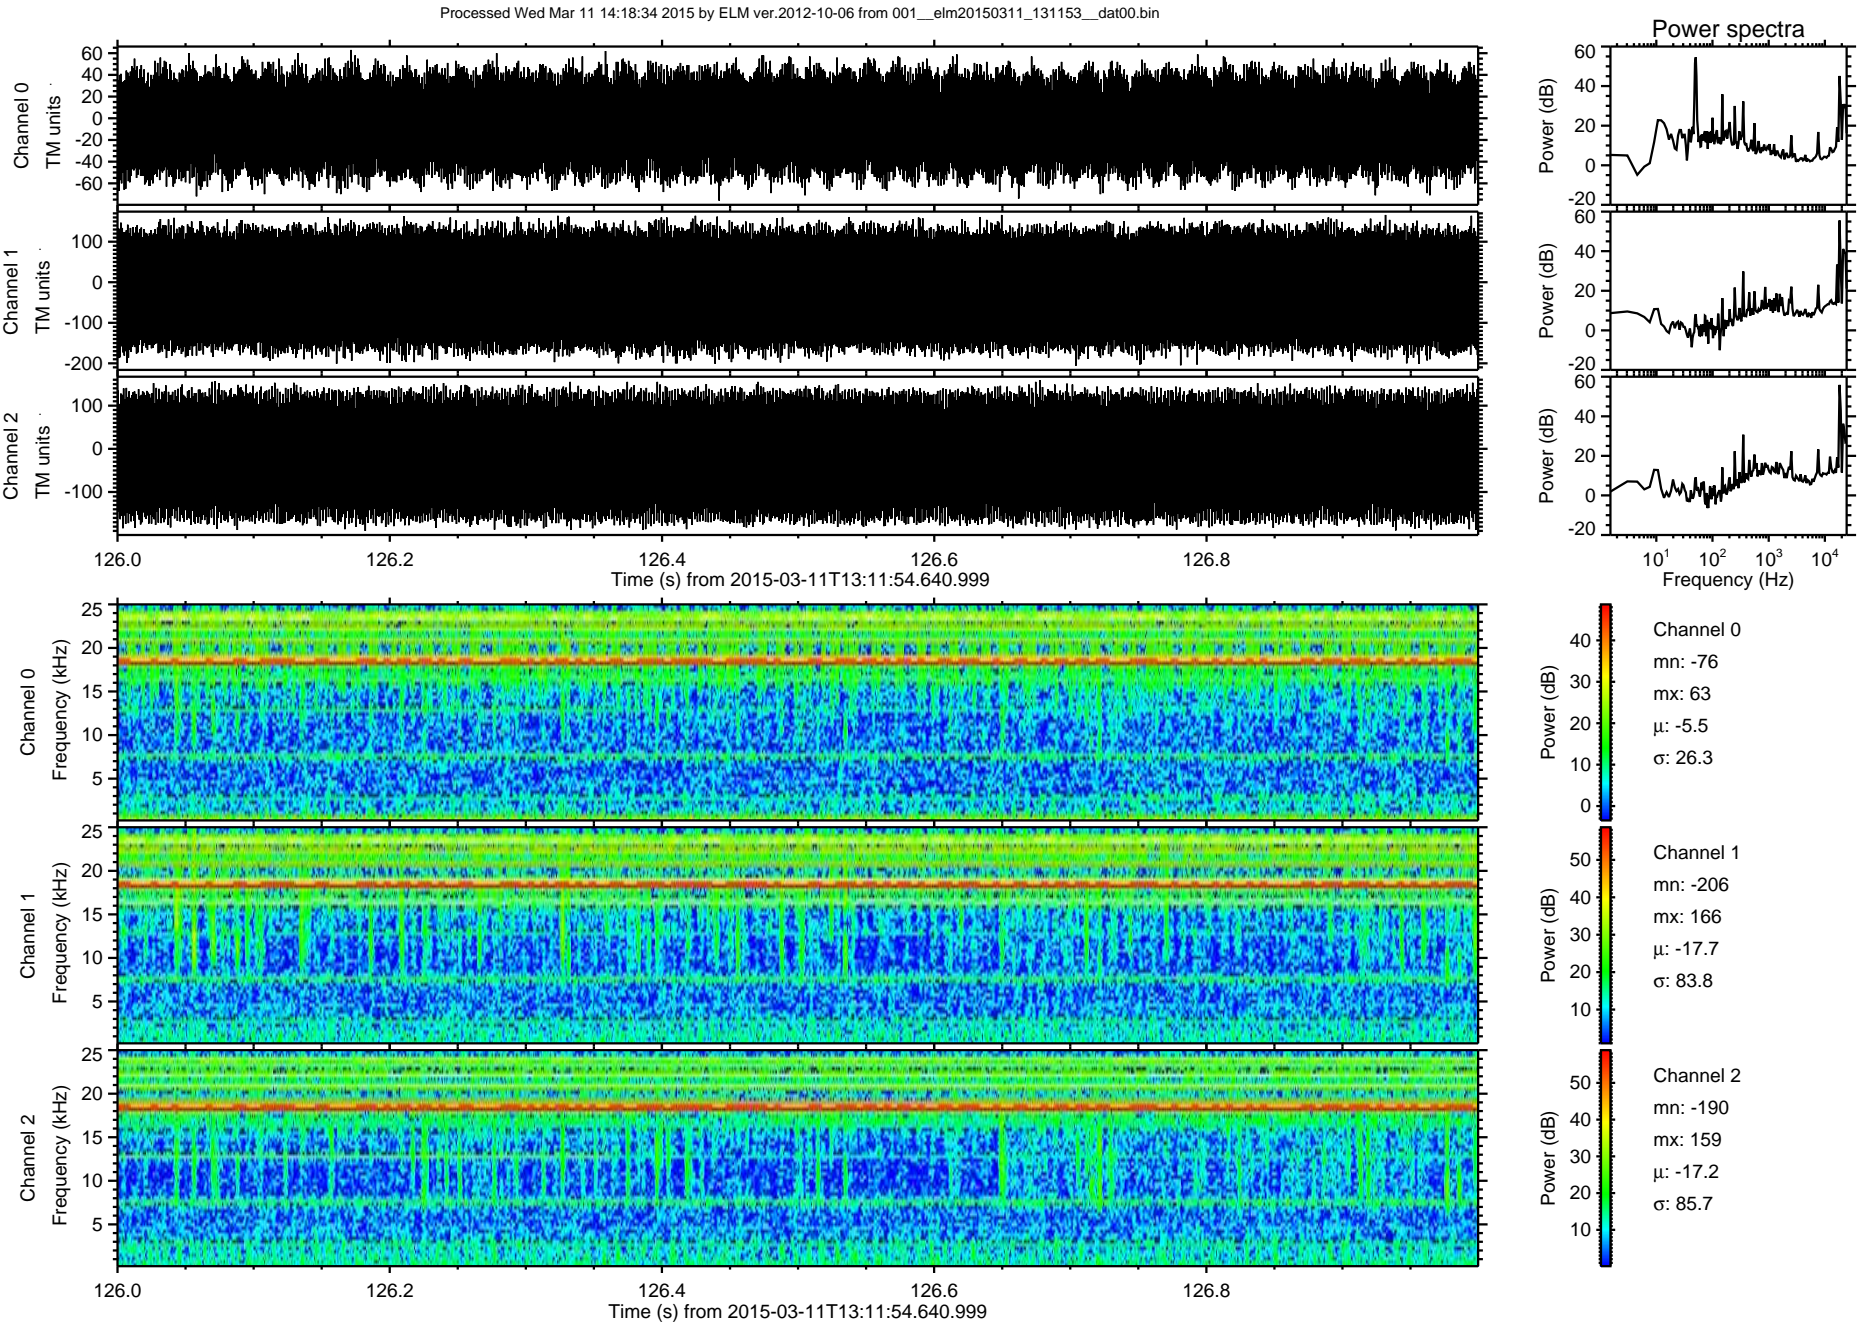 Processed Wed Mar 11 14:18:34 2015 by ELM ver.2012-10-06 from 001__elm20150311_131153__dat00.bin
Power spectra
Channel 0
TM units
60
40
20
0
-20
-40
-60
Power (dB)
60
40
20
0
-20
Channel 1
TM units
100
0
-100
-200
Power (dB)
60
40
20
0
-20
Channel 2
TM units
100
0
-100
Power (dB)
60
40
20
0
-20
126.0 126.2 126.4 126.6 126.8
Time (s) from 2015-03-11T13:11:54.640.999
10¹ 10² 10³ 10⁴
Frequency (Hz)
Channel 0
Frequency (kHz)
25
20
15
10
5
Power (dB)
40
30
20
10
0
Channel 0
mn: -76
mx: 63
μ: -5.5
σ: 26.3
Channel 1
Frequency (kHz)
25
20
15
10
5
Power (dB)
50
40
30
20
10
Channel 1
mn: -206
mx: 166
μ: -17.7
σ: 83.8
Channel 2
Frequency (kHz)
25
20
15
10
5
Power (dB)
50
40
30
20
10
Channel 2
mn: -190
mx: 159
μ: -17.2
σ: 85.7
126.0 126.2 126.4 126.6 126.8
Time (s) from 2015-03-11T13:11:54.640.999